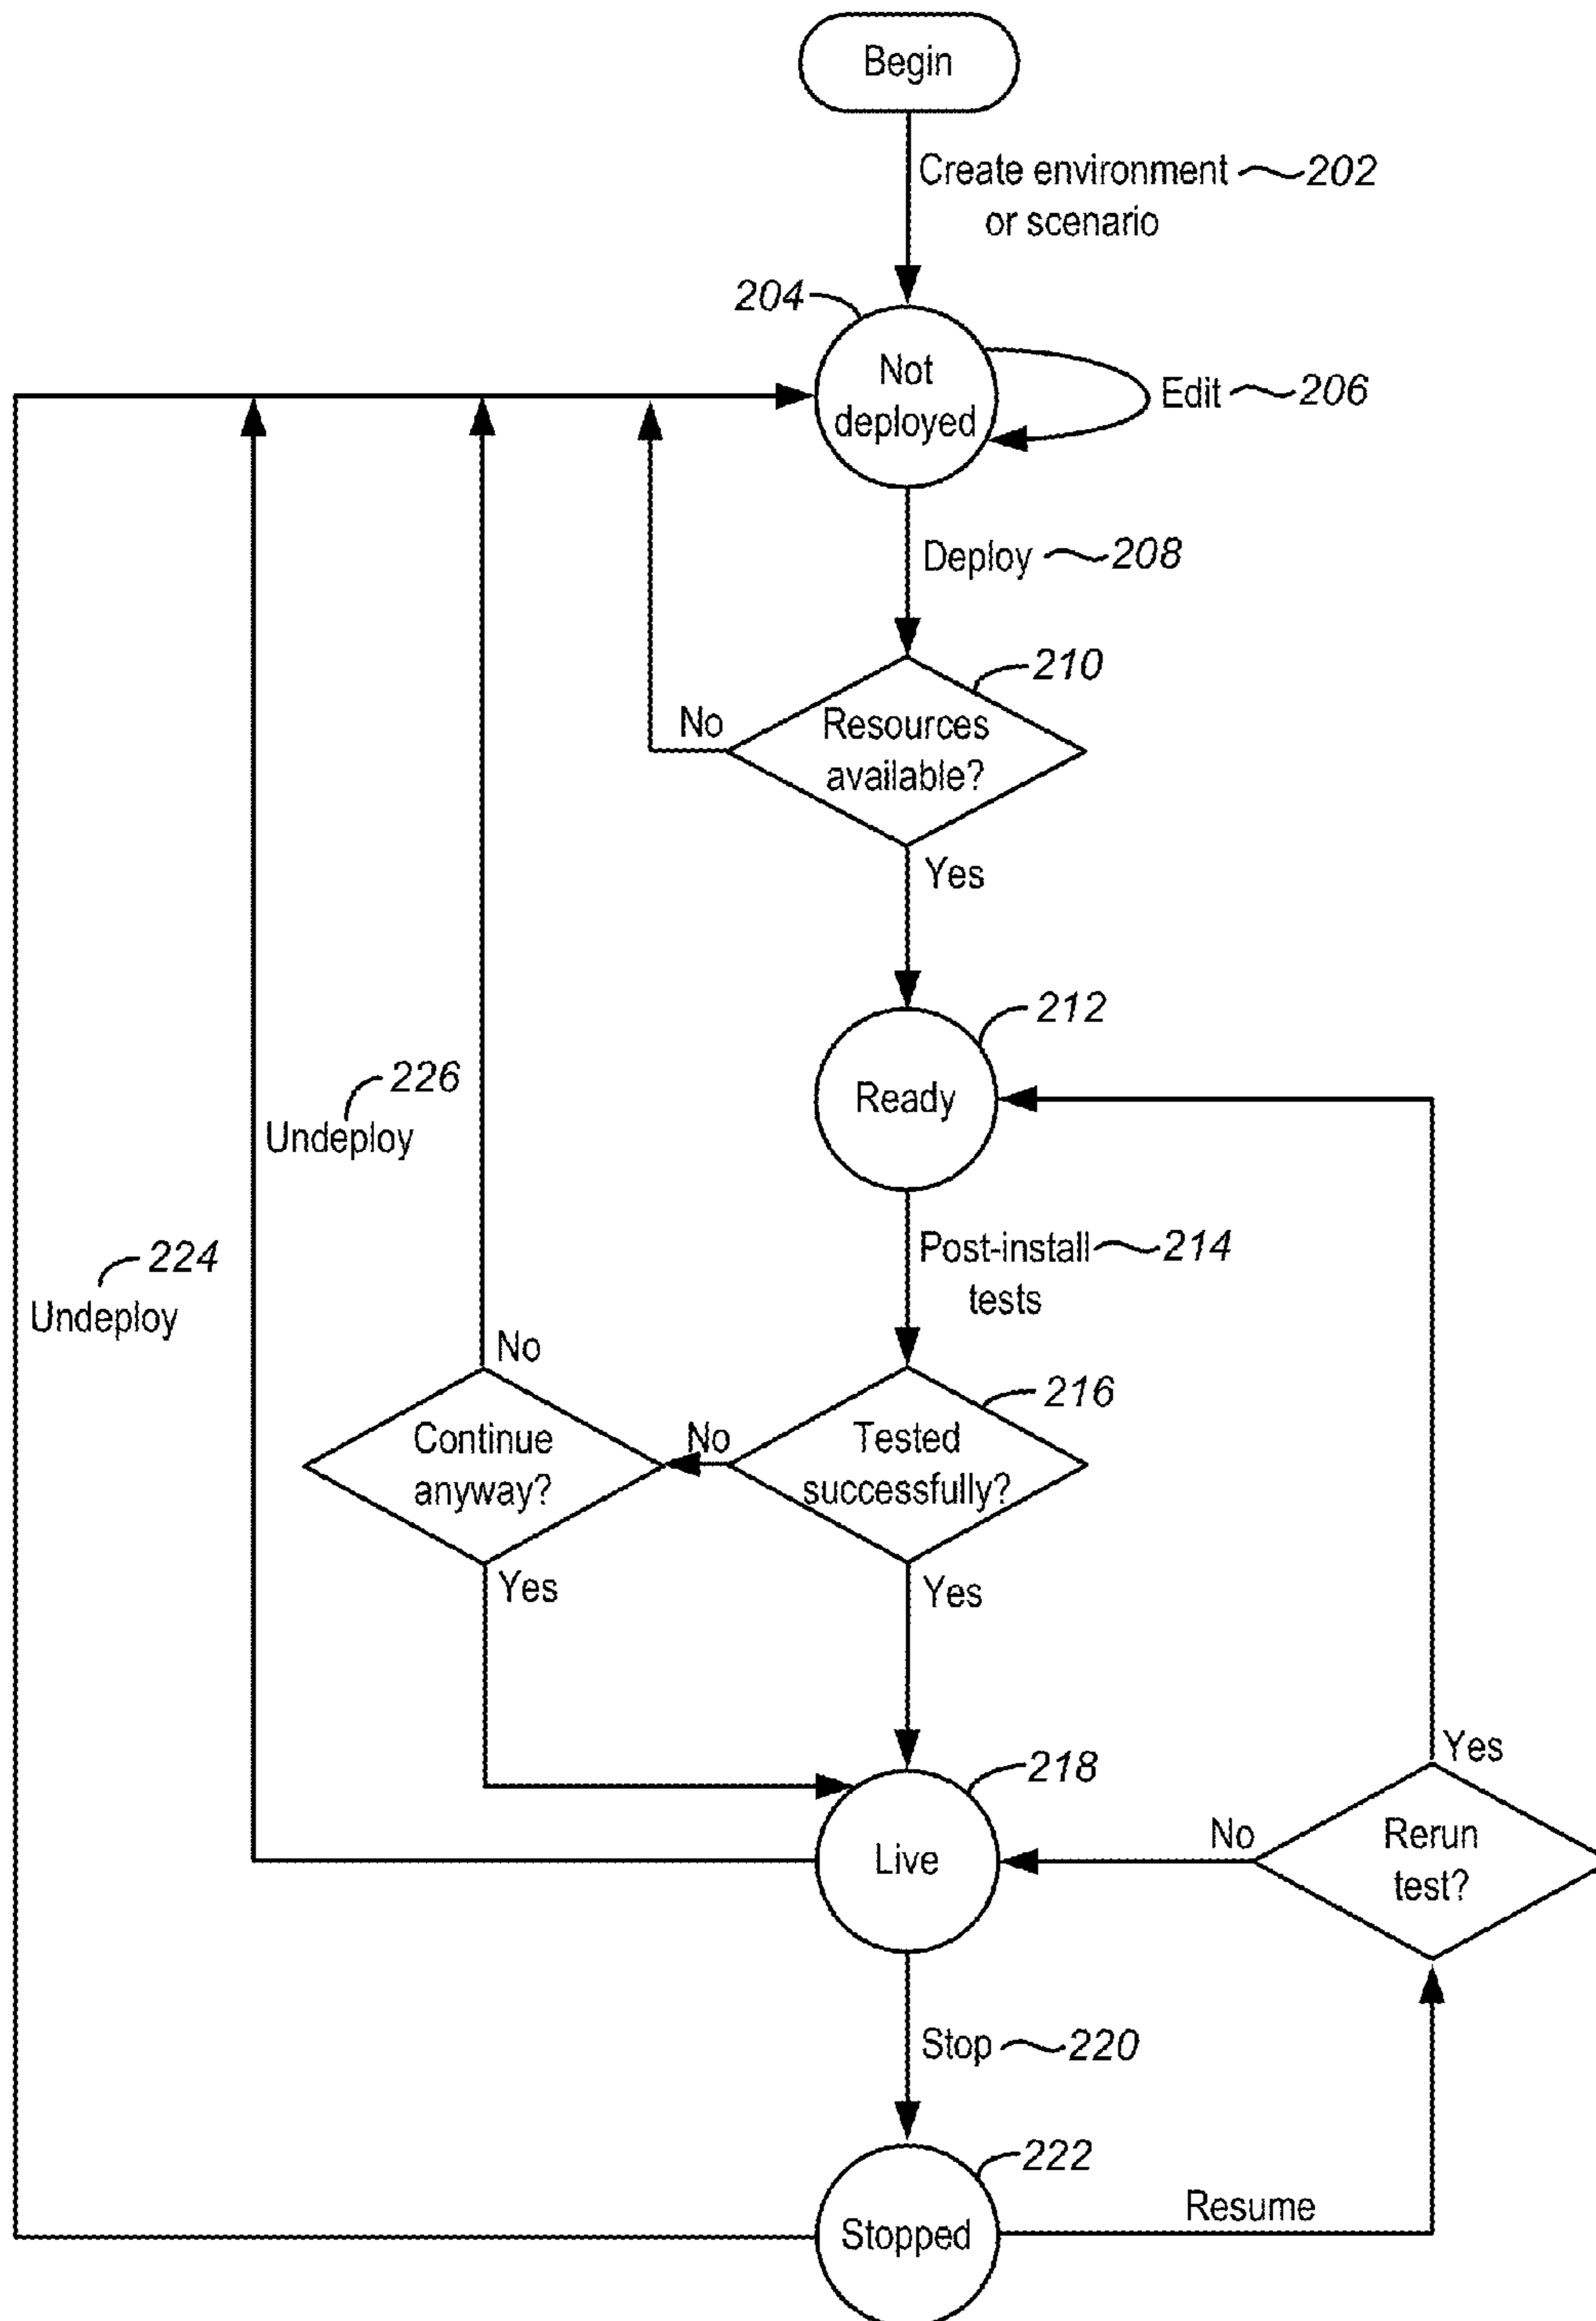 Begin
Create environment 202
or scenario
204
Not
deployed
Edit 206
Deploy 208
210
No
Resources
available?
Yes
212
Ready
226
Undeploy
Post-install 214
tests
224
Undeploy
No
216
Continue
anyway?
No
Tested
successfully?
Yes
Yes
218
Yes
Live
No
Rerun
test?
Stop 220
222
Resume
Stopped